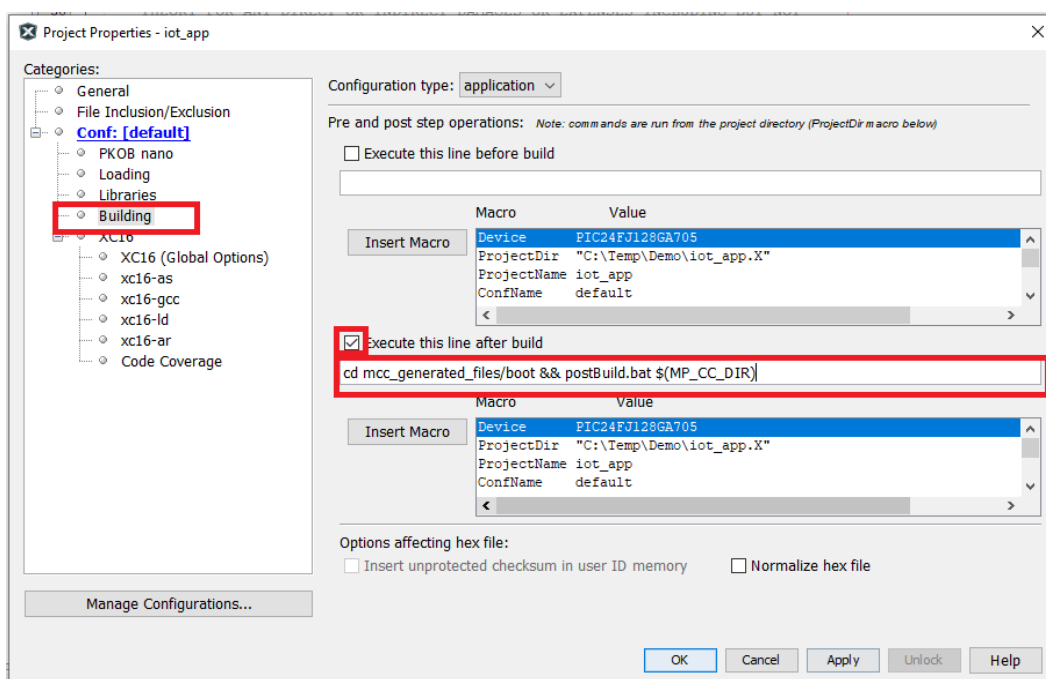 Project Properties - iot_app
Categories:
General
File Inclusion/Exclusion
Conf: [default]
PKOB nano
Loading
Libraries
Building
XC16
XC16 (Global Options)
xc16-as
xc16-gcc
xc16-ld
xc16-ar
Code Coverage
Manage Configurations...
Configuration type: application
Pre and post step operations: Note: commands are run from the project directory (ProjectDir macro below)
Execute this line before build
Macro Value
Insert Macro
Device PIC24FJ128GA705
ProjectDir "C:\Temp\Demo\iot_app.X"
ProjectName iot_app
ConfName default
Execute this line after build
cd mcc_generated_files/boot && postBuild.bat $(MP_CC_DIR)
Macro Value
Insert Macro
Device PIC24FJ128GA705
ProjectDir "C:\Temp\Demo\iot_app.X"
ProjectName iot_app
ConfName default
Options affecting hex file:
Insert unprotected checksum in user ID memory Normalize hex file
OK Cancel Apply Unlock Help